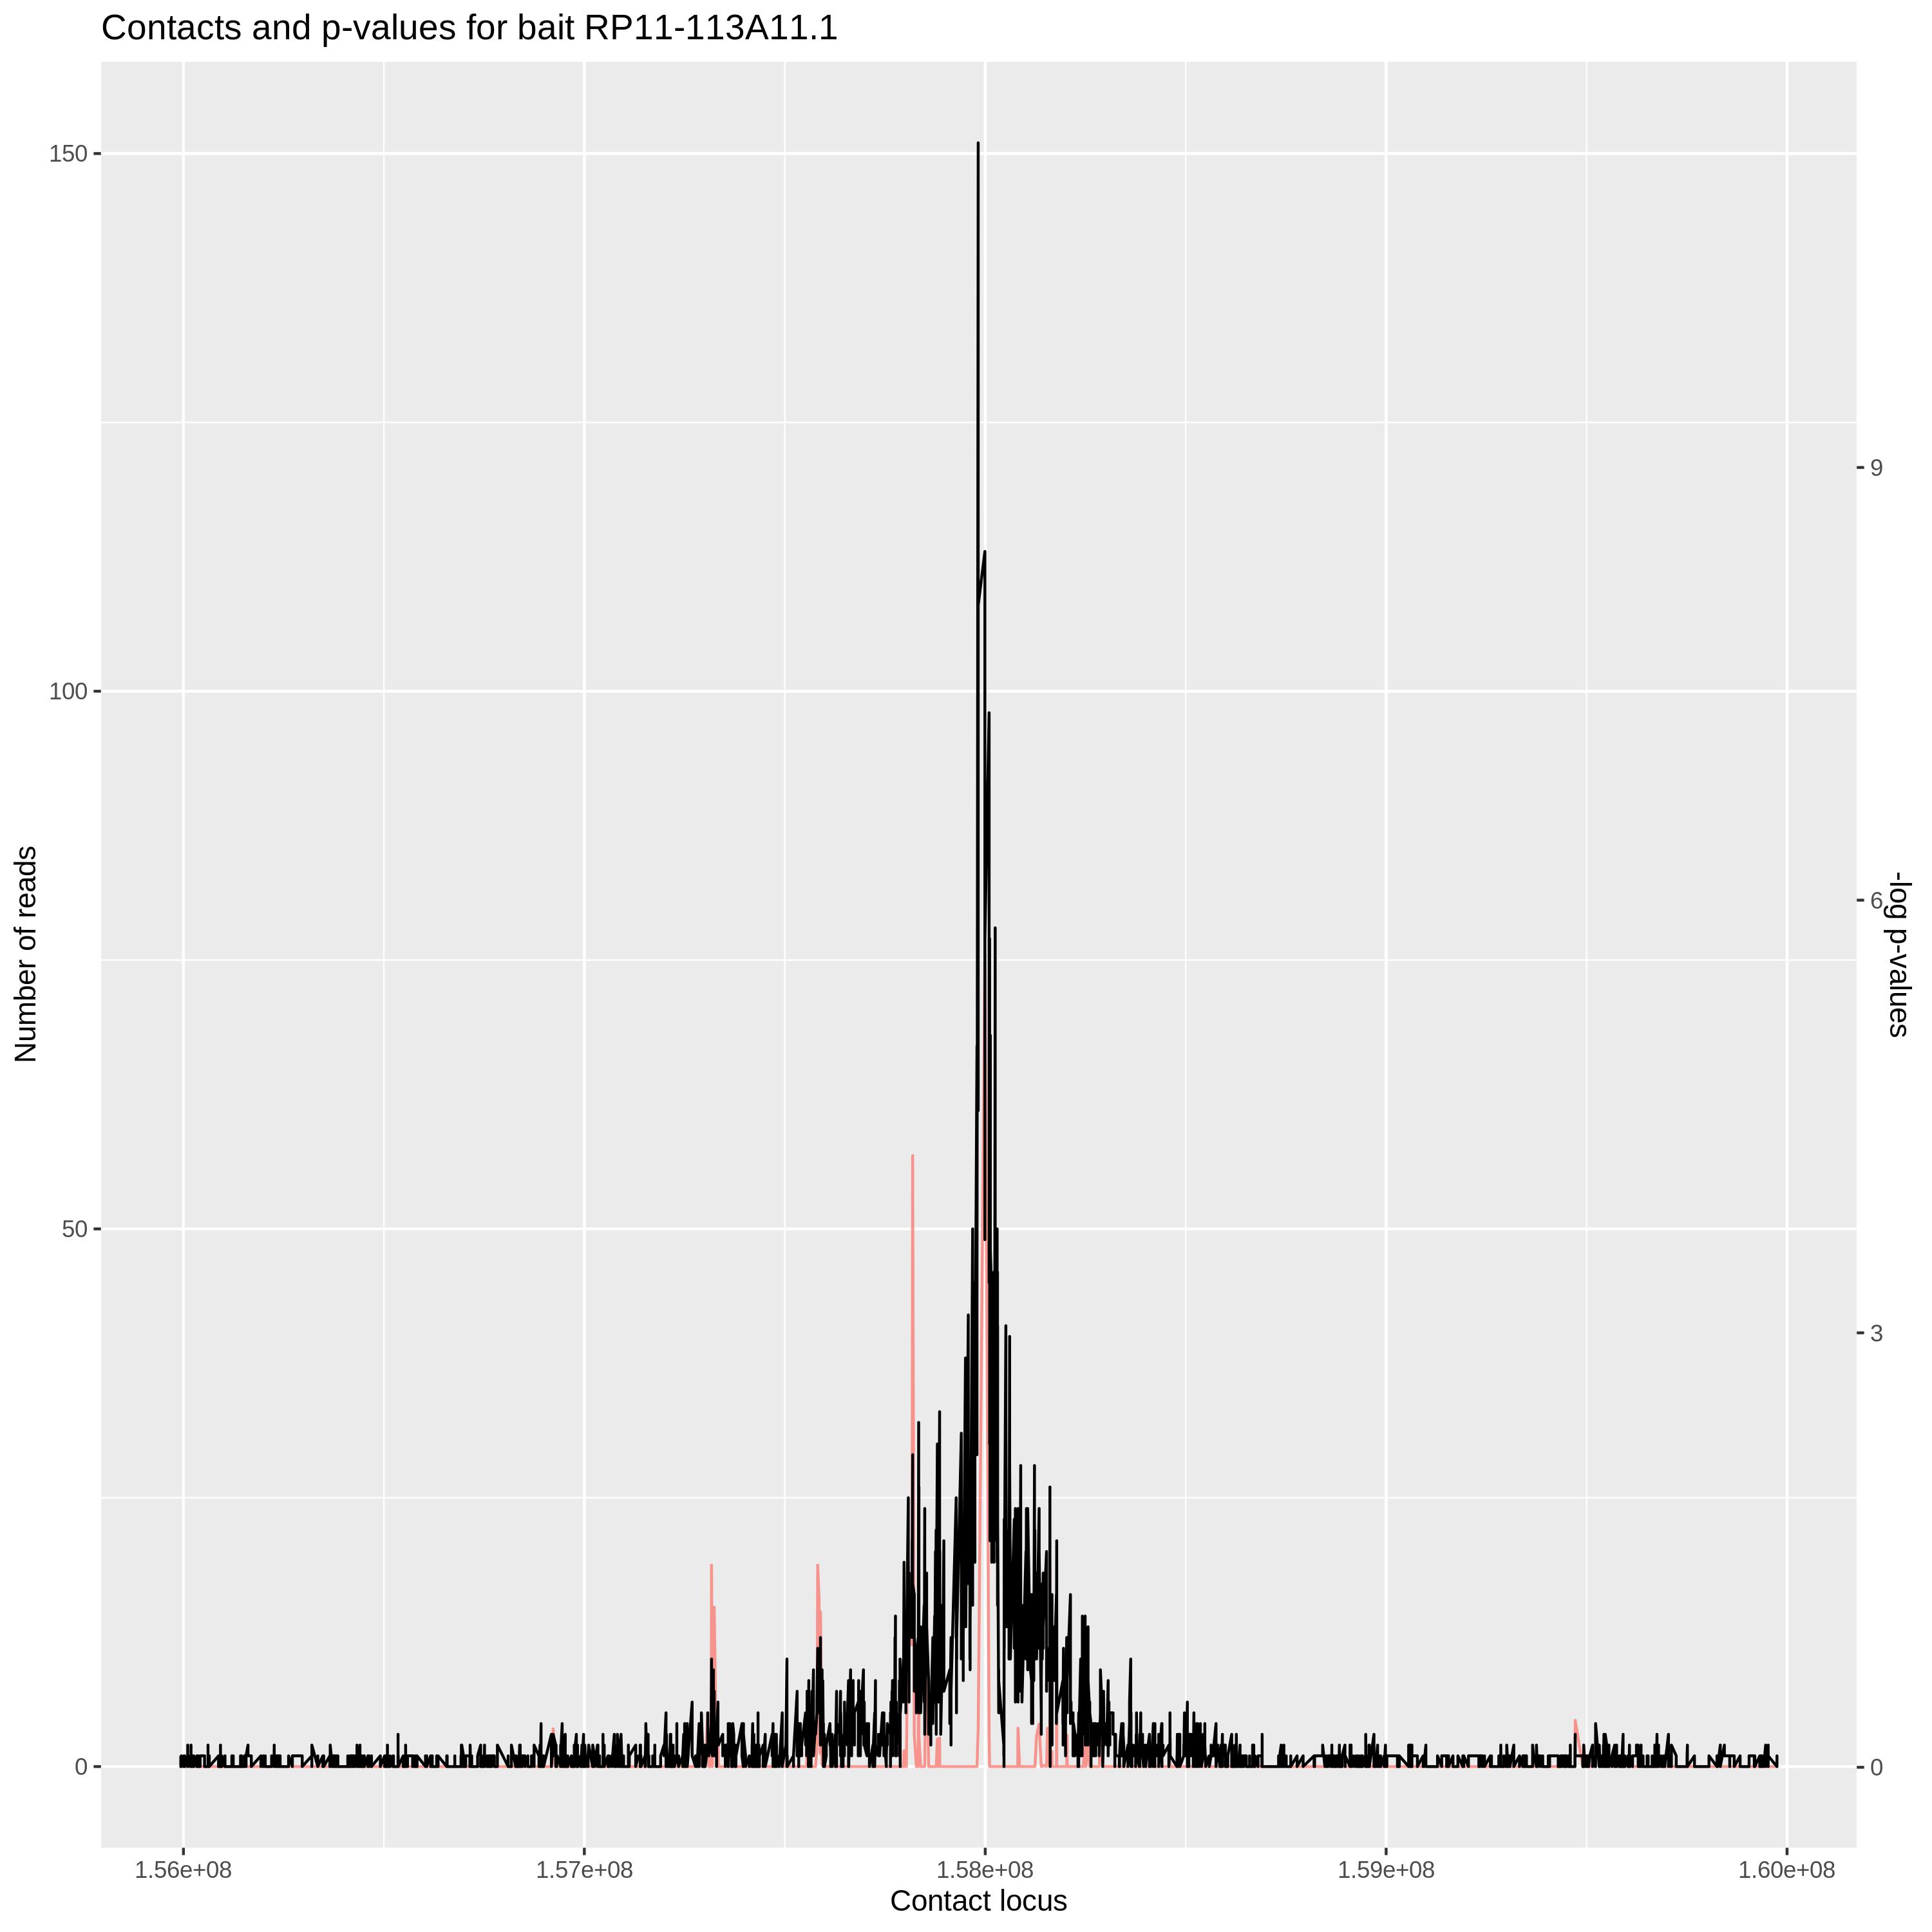 Contacts and p-values for bait RP11-113A11.1
150
100
50
0
Number of reads
9
6
3
0
-log p-values
1.56e+08
1.57e+08
1.58e+08
1.59e+08
1.60e+08
Contact locus